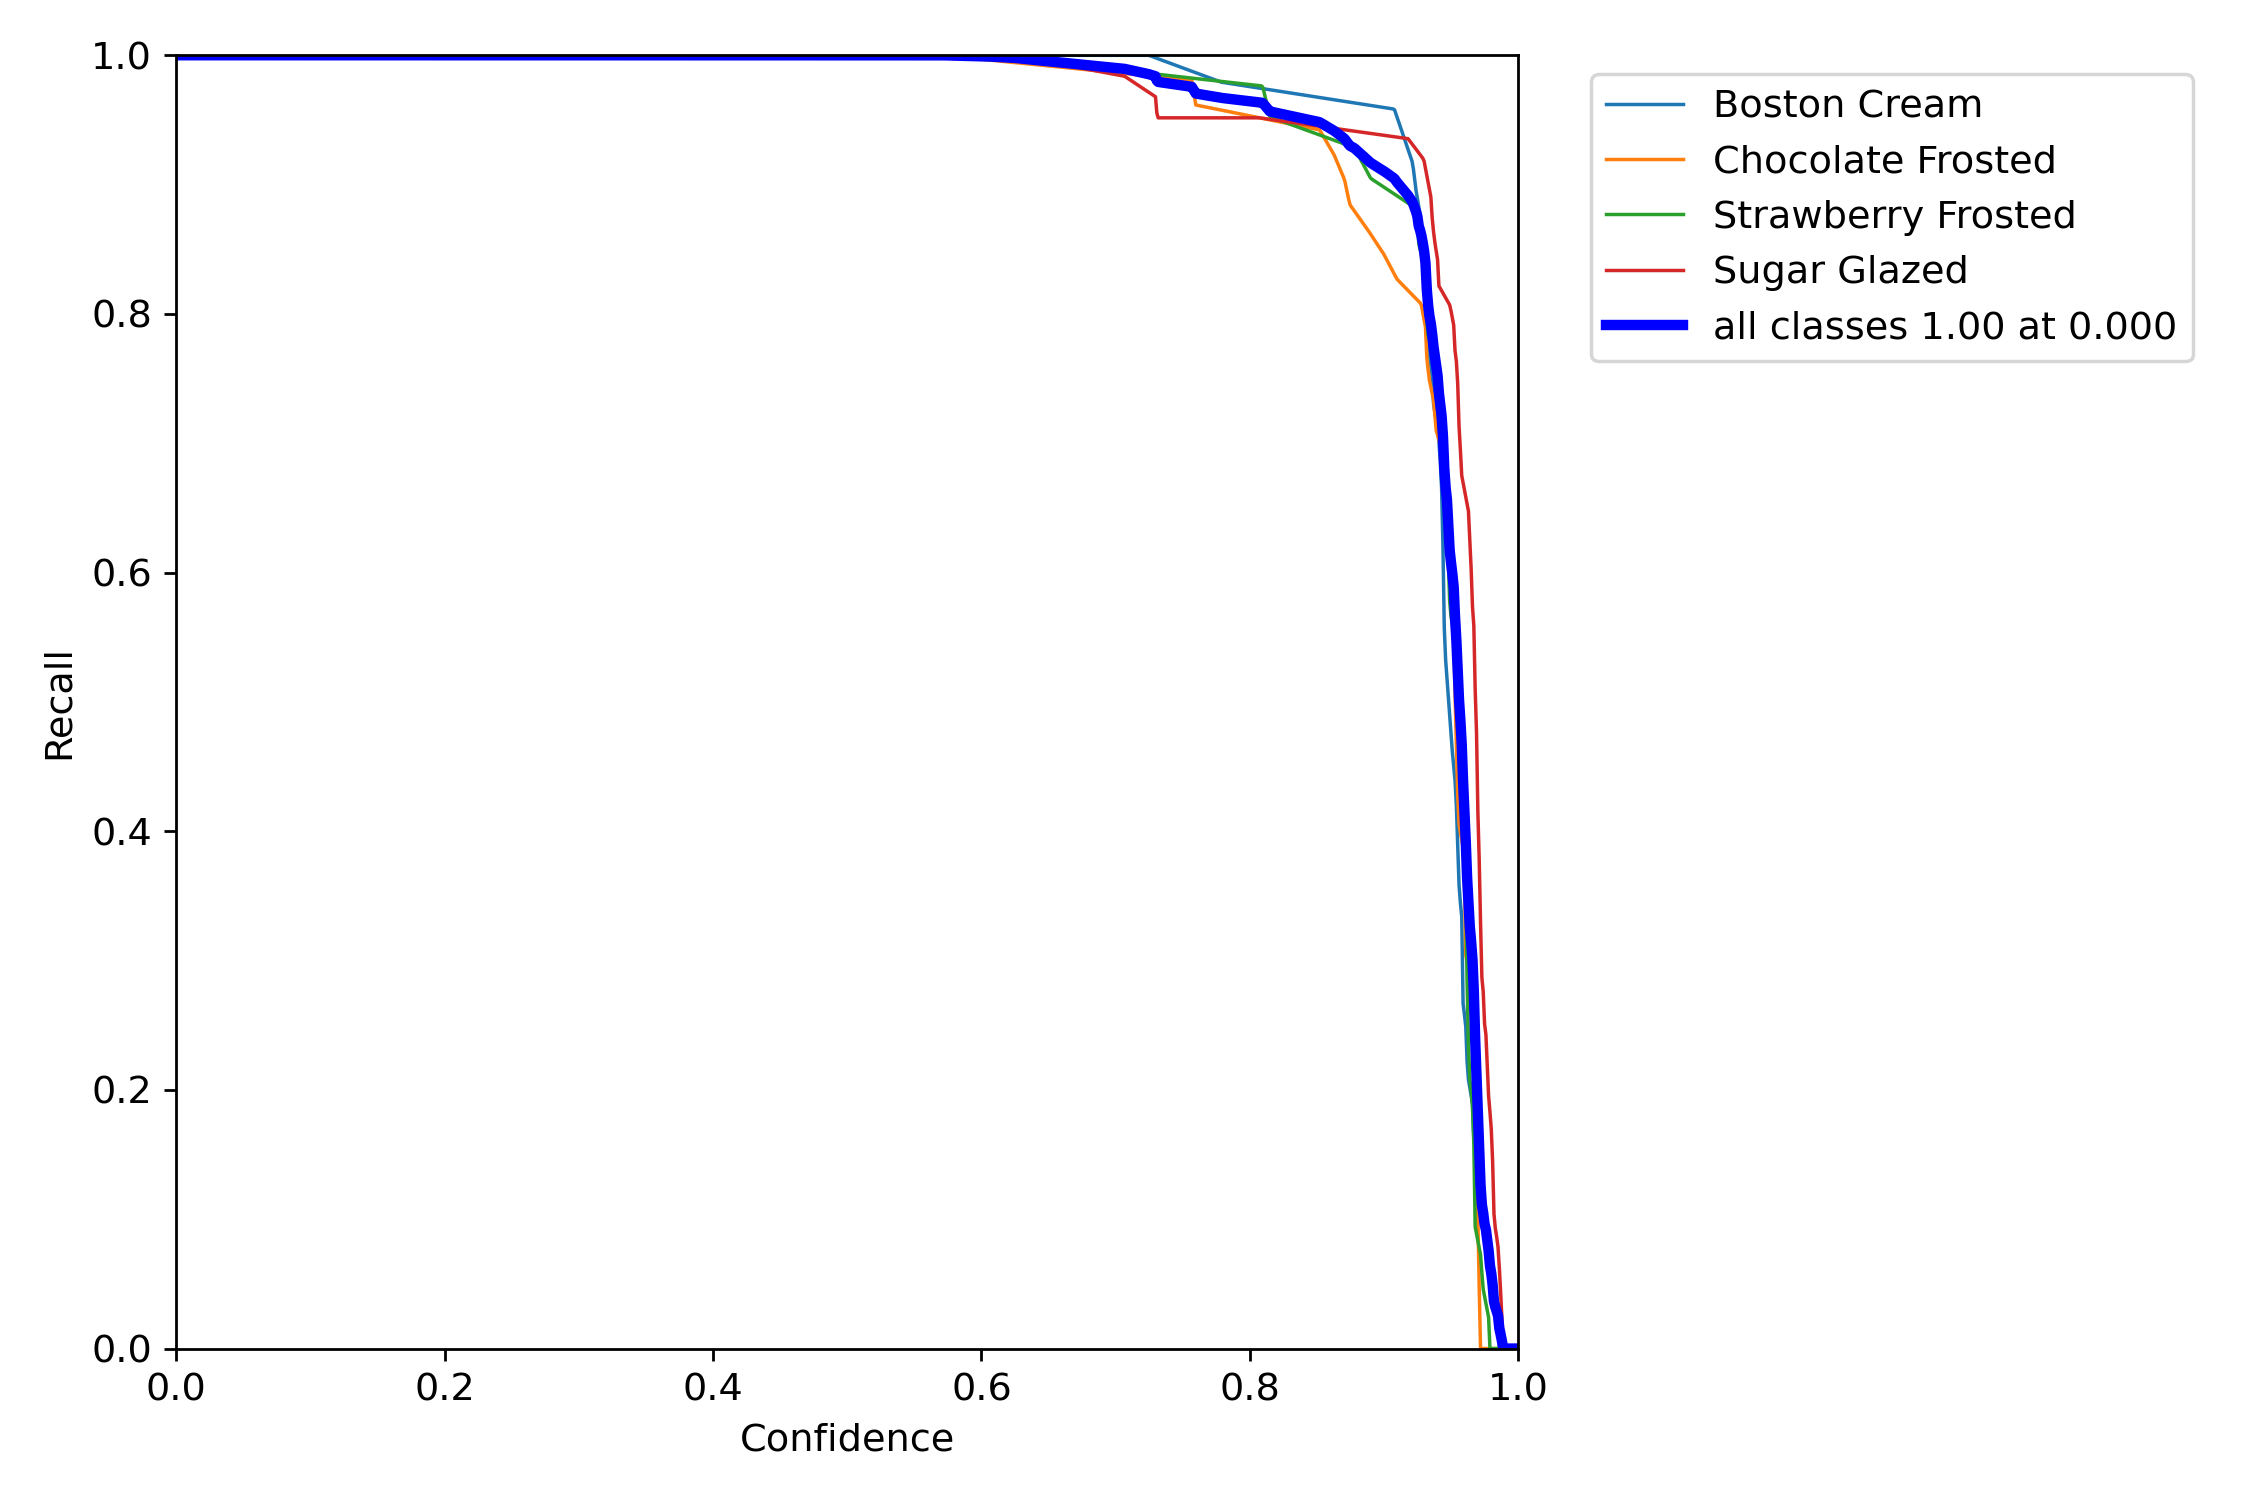 1.0
0.8
0.6
0.4
0.2
0.0
0.0 0.2 0.4 0.6 0.8 1.0
Recall
Confidence
Boston Cream
Chocolate Frosted
Strawberry Frosted
Sugar Glazed
all classes 1.00 at 0.000